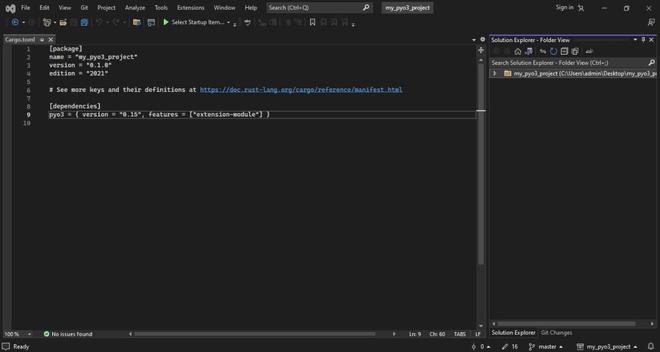 File Edit View Git Project Analyze Tools Extensions Window Help Search (Ctrl+Q) my_pyo3_project Sign in
Select Startup Item...
Cargo.toml
1 [package]
2 name = "my_pyo3_project"
3 version = "0.1.0"
4 edition = "2021"
5
6 # See more keys and their definitions at https://doc.rust-lang.org/cargo/reference/manifest.html
7
8 [dependencies]
9 pyo3 = { version = "0.15", features = ["extension-module"] }
10
Solution Explorer - Folder View
Search Solution Explorer - Folder View (Ctrl+;)
my_pyo3_project (C:\Users\admin\Desktop\my_pyo3_p
100 % No issues found Ln: 9 Ch: 60 TABS LF
Solution Explorer Git Changes
Ready 0 16 master my_pyo3_project